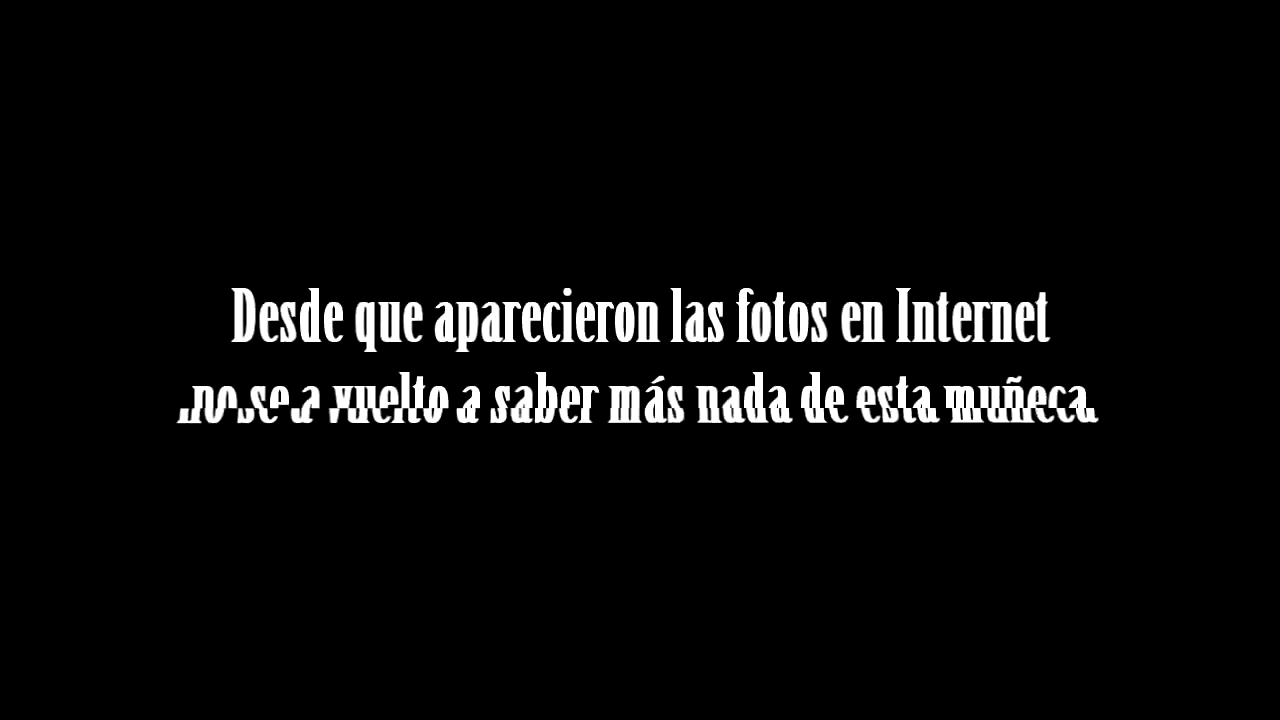 Desde que aparecieron las fotos en Internet
no se a vuelto a saber más nada de esta muñeca